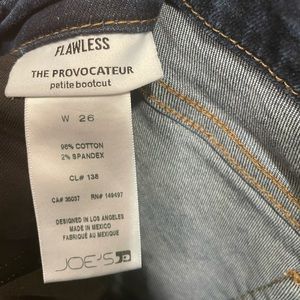 FLAWLESS
THE PROVOCATEUR
petite bootcut
W 26
98% COTTON
2% SPANDEX
CL# 138
CA# 36037 RN# 149497
DESIGNED IN LOS ANGELES
MADE IN MEXICO
FABRIQUÉ AU MEXIQUE
JOE'S